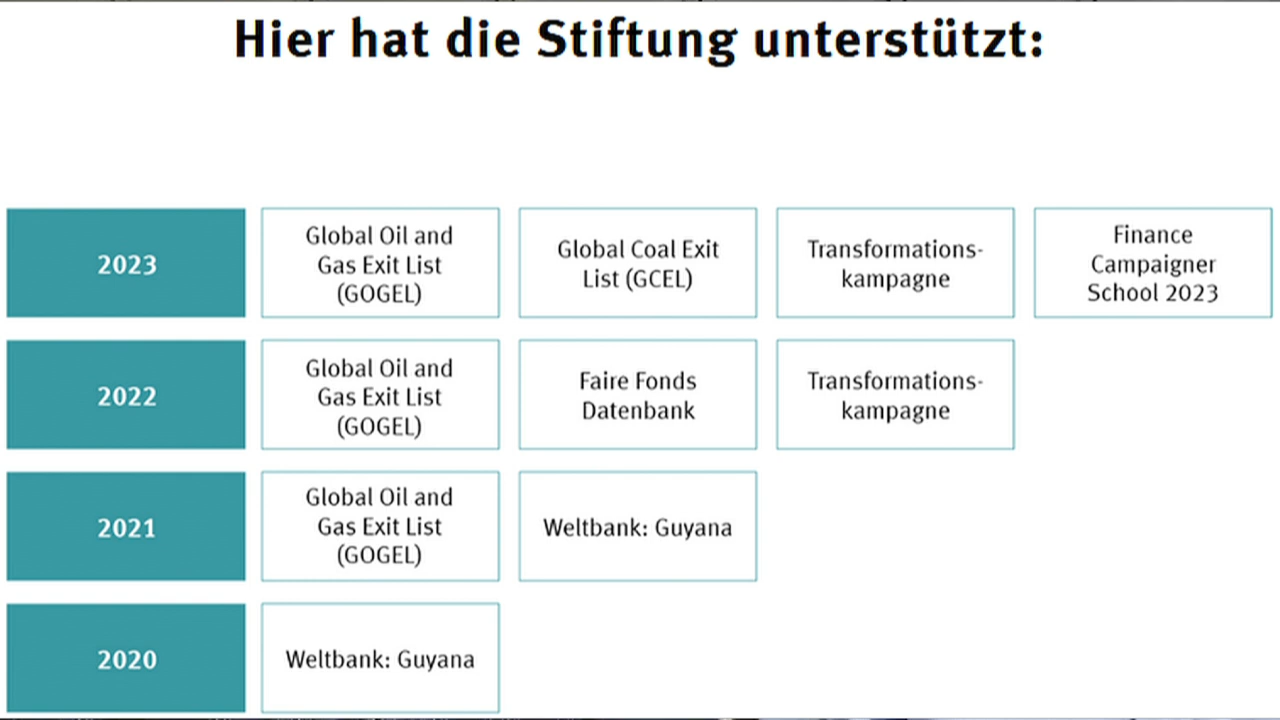 Hier hat die Stiftung unterstützt:
2023
Global Oil and
Gas Exit List
(GOGEL)
Global Coal Exit
List (GCEL)
Transformations-
kampagne
Finance
Campaigner
School 2023
2022
Global Oil and
Gas Exit List
(GOGEL)
Faire Fonds
Datenbank
Transformations-
kampagne
2021
Global Oil and
Gas Exit List
(GOGEL)
Weltbank: Guyana
2020
Weltbank: Guyana